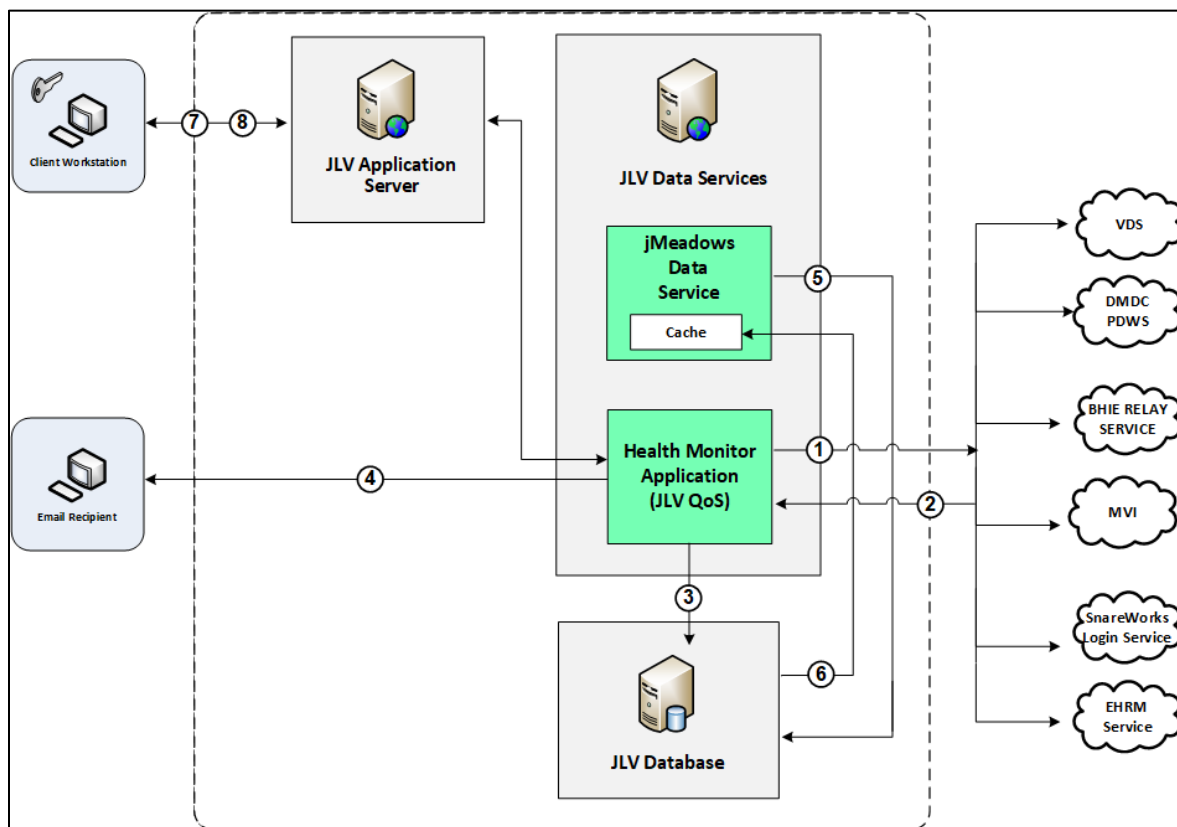 Client Workstation
7
8
JLV Application
Server
JLV Data Services
jMeadows
Data
Service
Cache
5
VDS
DMDC
PDWS
BHIE RELAY
SERVICE
Health Monitor
Application
(JLV QoS)
1
2
MVI
4
Email Recipient
3
SnareWorks
Login Service
6
EHRM
Service
JLV Database